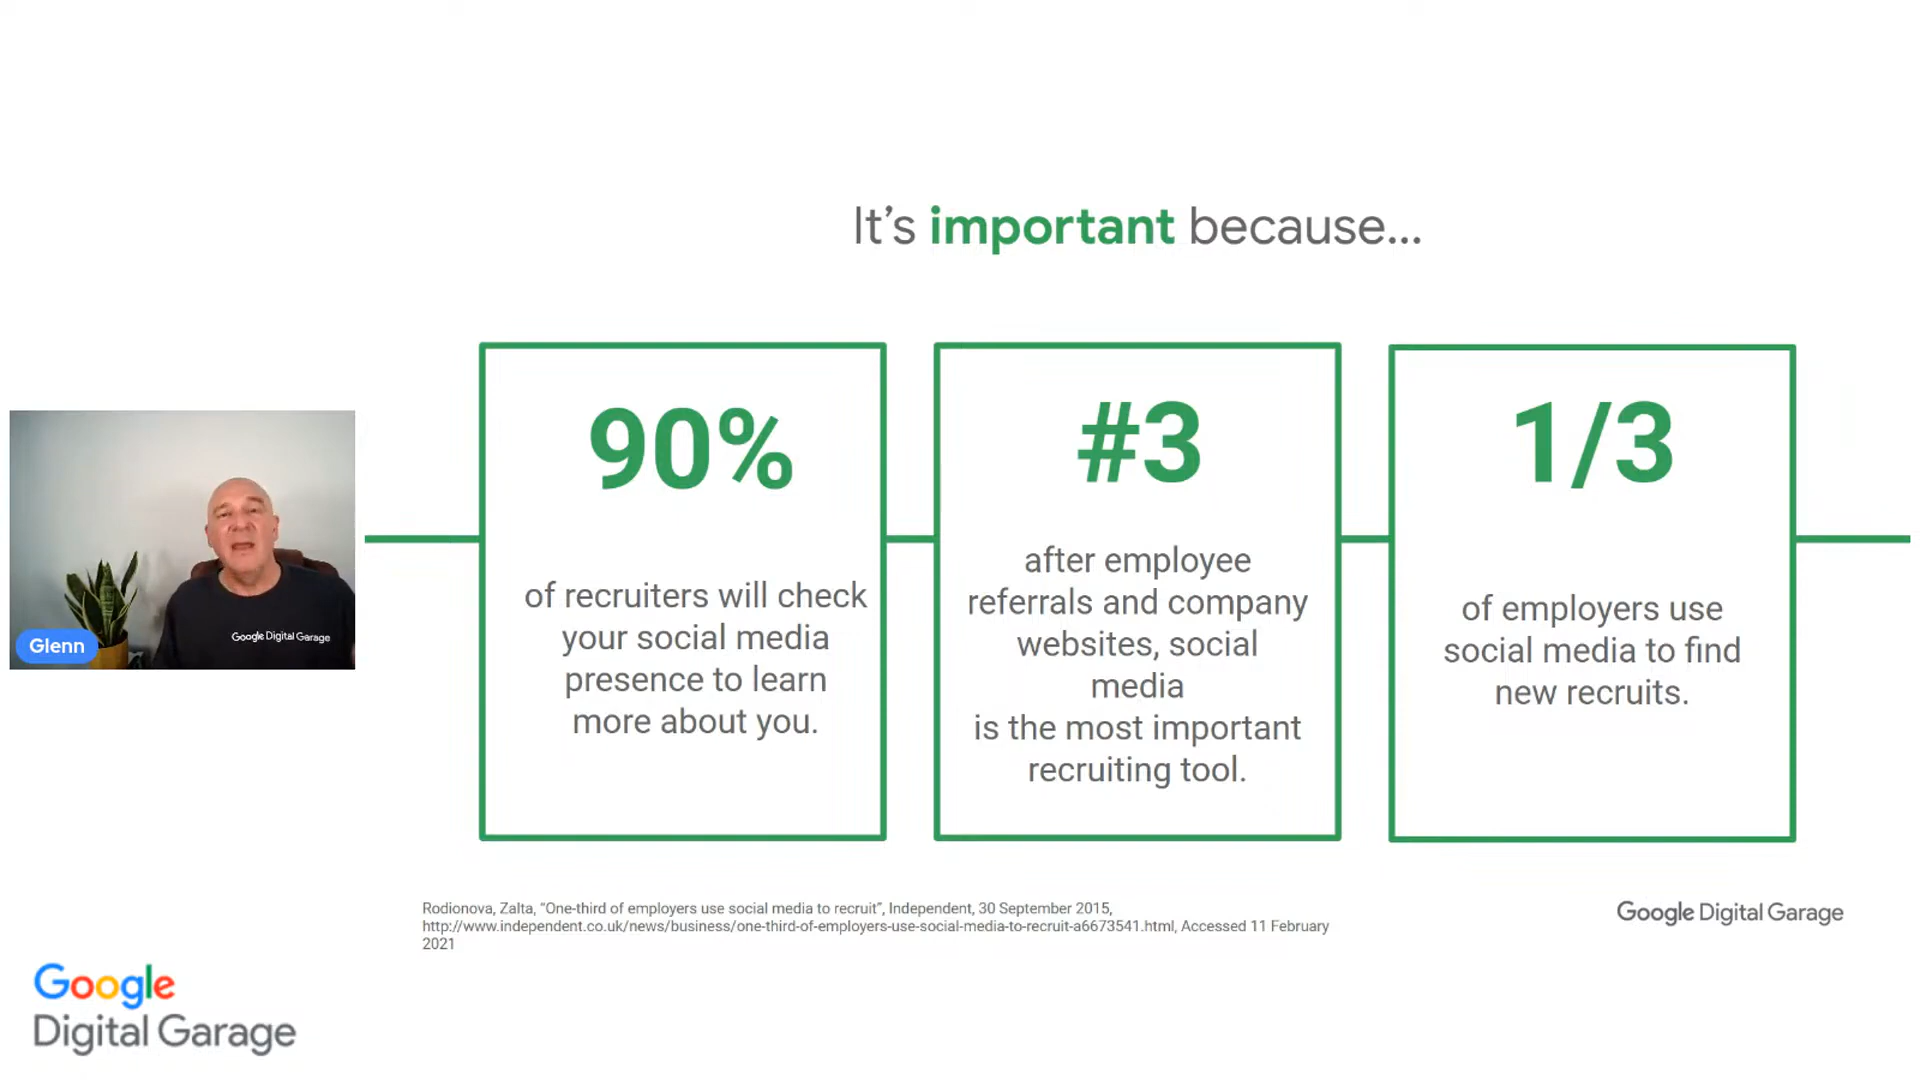 It's important because...
90%
of recruiters will check
your social media
presence to learn
more about you.
#3
after employee
referrals and company
websites, social
media
is the most important
recruiting tool.
1/3
of employers use
social media to find
new recruits.
Google Digital Garage
Glenn
Rodionova, Zalta, “One-third of employers use social media to recruit”, Independent, 30 September 2015,
http://www.independent.co.uk/news/business/one-third-of-employers-use-social-media-to-recruit-a6673541.html, Accessed 11 February
2021
Google Digital Garage
Google
Digital Garage